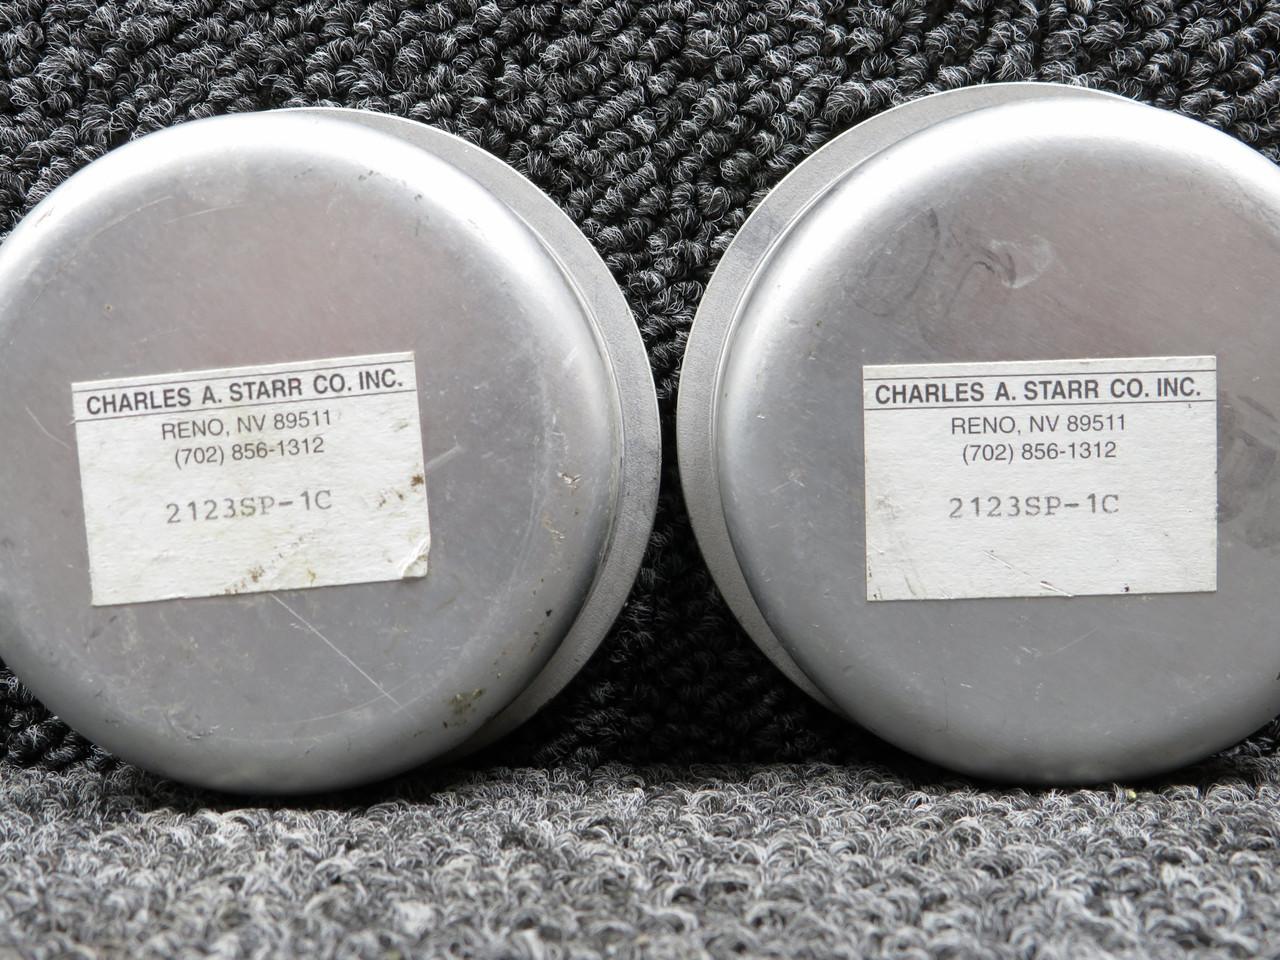 CHARLES A. STARR CO. INC.
RENO, NV 89511
(702) 856-1312
2123SP-1C
CHARLES A. STARR CO. INC.
RENO, NV 89511
(702) 856-1312
2123SP-1C